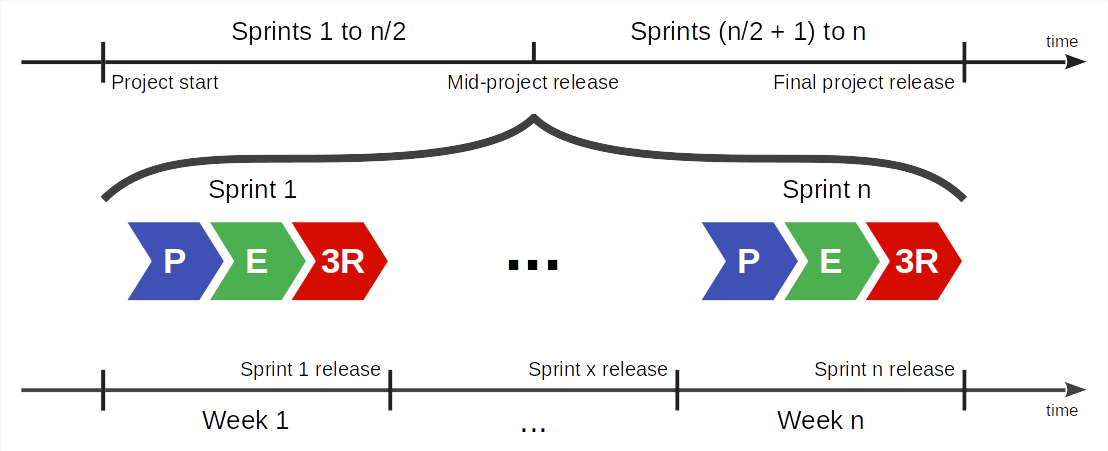 Sprints 1 to n/2
Sprints (n/2 + 1) to n
time
Project start
Mid-project release
Final project release
Sprint 1
Sprint n
P E 3R
...
P E 3R
Sprint 1 release
Sprint x release
Sprint n release
Week 1
...
Week n
time